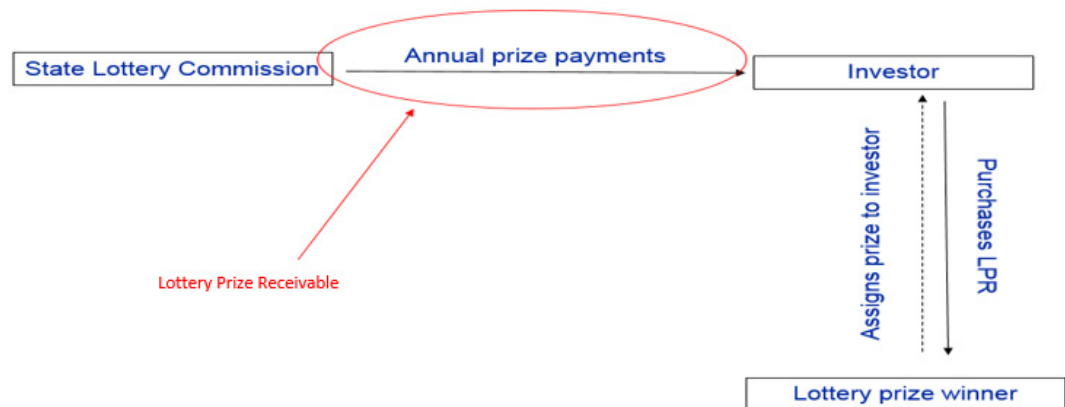 Annual prize payments
State Lottery Commission
Investor
Assigns prize to investor
Purchases LPR
Lottery Prize Receivable
Lottery prize winner